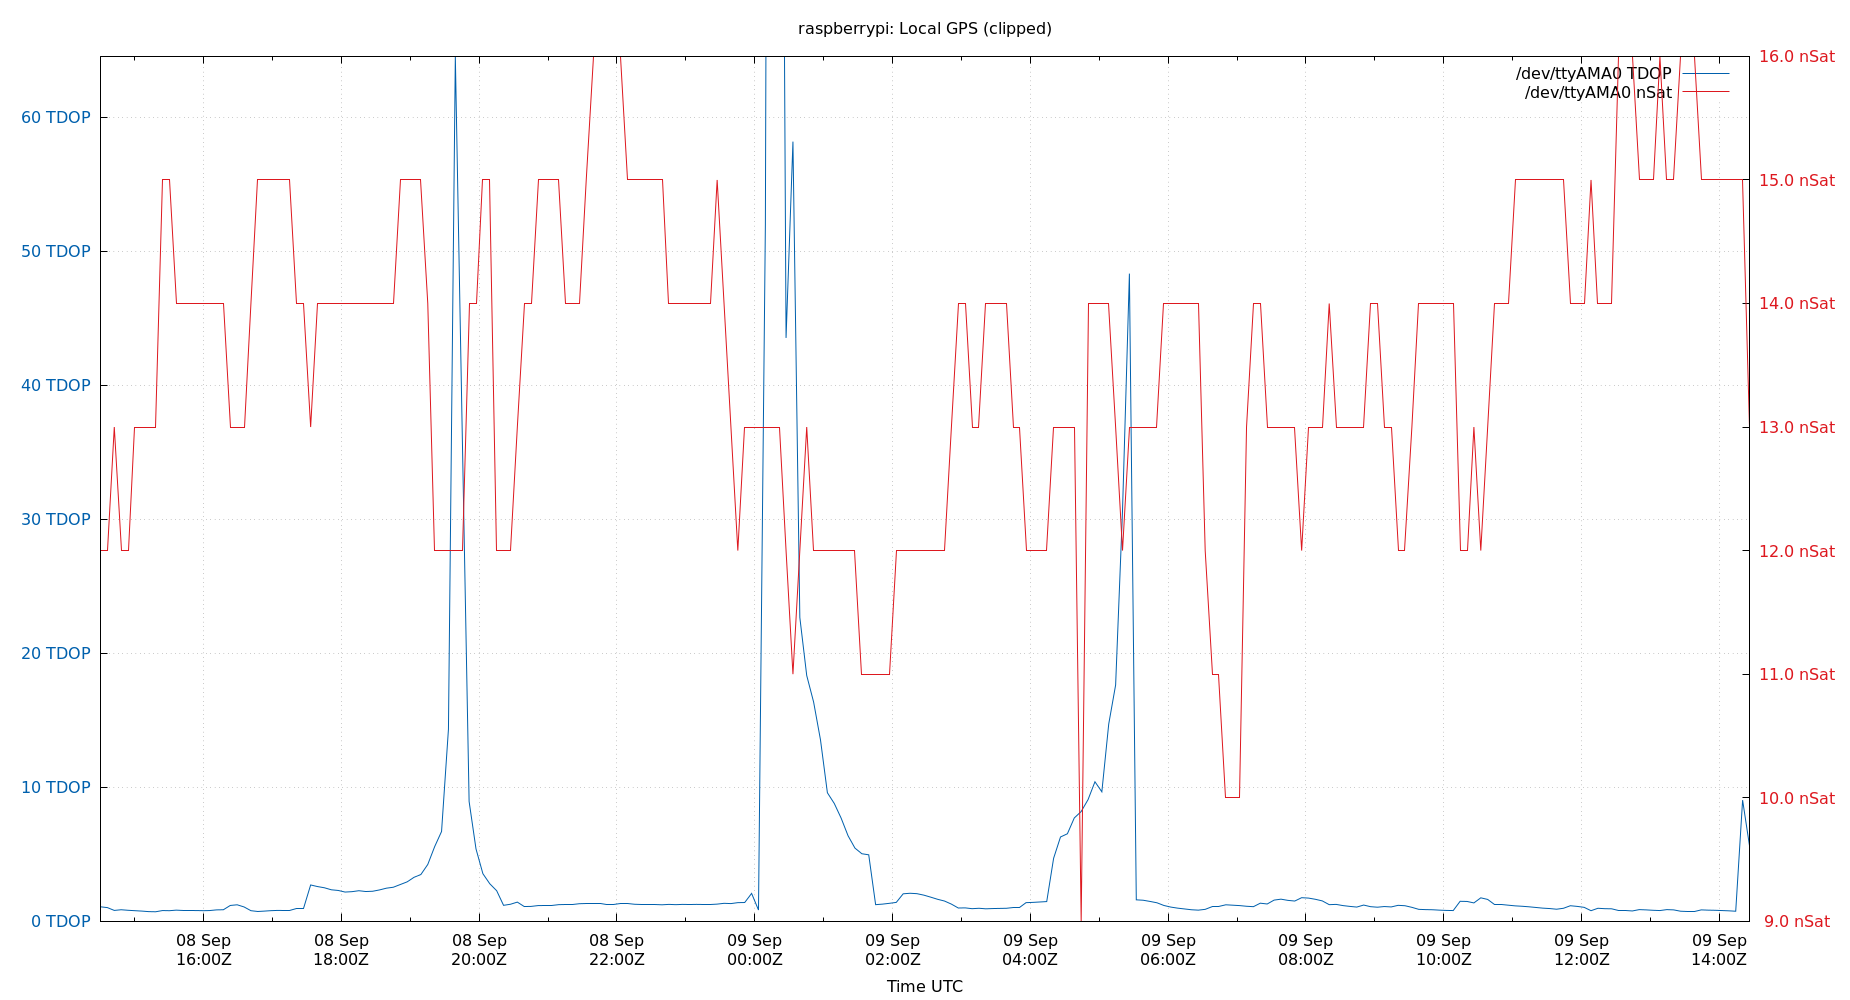 raspberrypi: Local GPS (clipped)
/dev/ttyAMA0 TDOP
/dev/ttyAMA0 nSat
60 TDOP
50 TDOP
40 TDOP
30 TDOP
20 TDOP
10 TDOP
0 TDOP
16.0 nSat
15.0 nSat
14.0 nSat
13.0 nSat
12.0 nSat
11.0 nSat
10.0 nSat
9.0 nSat
08 Sep
16:00Z
08 Sep
18:00Z
08 Sep
20:00Z
08 Sep
22:00Z
09 Sep
00:00Z
09 Sep
02:00Z
09 Sep
04:00Z
09 Sep
06:00Z
09 Sep
08:00Z
09 Sep
10:00Z
09 Sep
12:00Z
09 Sep
14:00Z
Time UTC